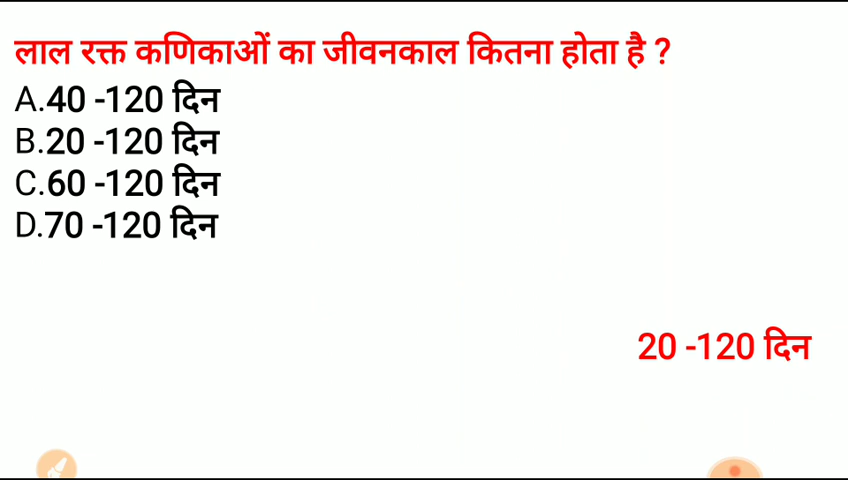 लाल रक्त कणिकाओं का जीवनकाल कितना होता है ?
A.40 -120 दिन
B.20 -120 दिन
C.60 -120 दिन
D.70 -120 दिन
20 -120 दिन